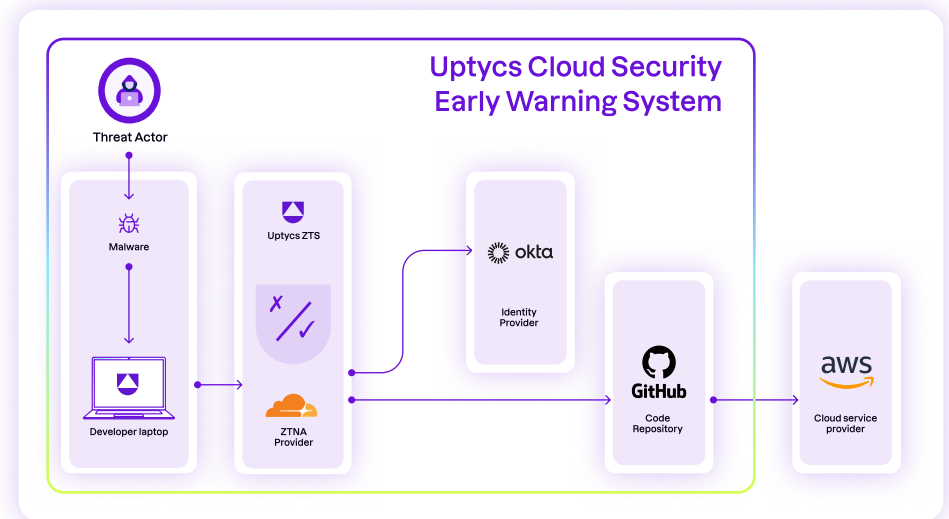 Uptycs Cloud Security
Early Warning System
Threat Actor
Malware
Developer laptop
Uptycs ZTS
ZTNA
Provider
okta
Identity
Provider
GitHub
Code
Repository
aws
Cloud service
provider